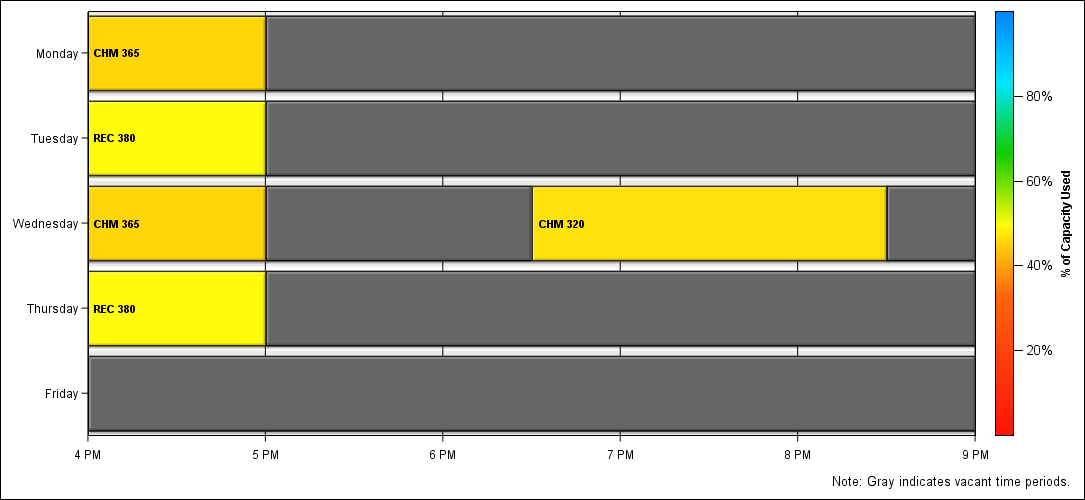 Monday
CHM 365
Tuesday
REC 380
Wednesday
CHM 365
CHM 320
Thursday
REC 380
Friday
4 PM
5 PM
6 PM
7 PM
8 PM
9 PM
80%
60%
40%
20%
% of Capacity Used
Note: Gray indicates vacant time periods.